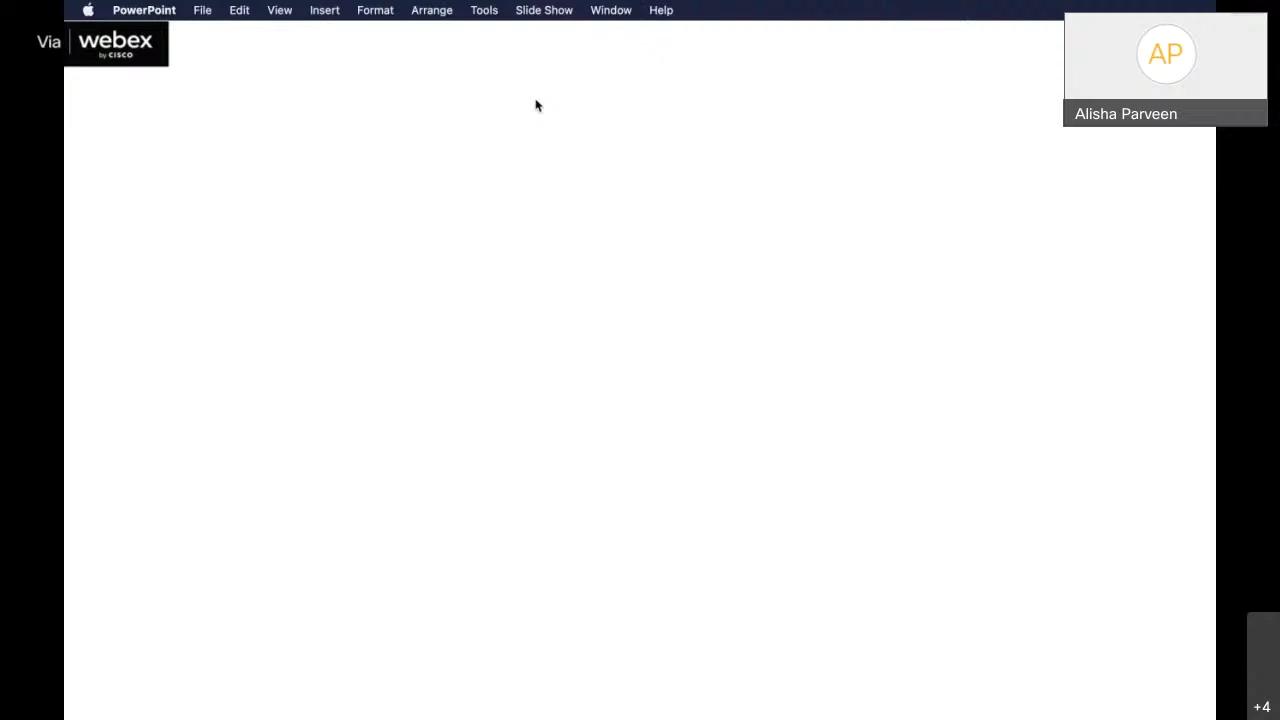 PowerPoint File Edit View Insert Format Arrange Tools Slide Show Window Help
Via webex
by CISCO
AP
Alisha Parveen
+4